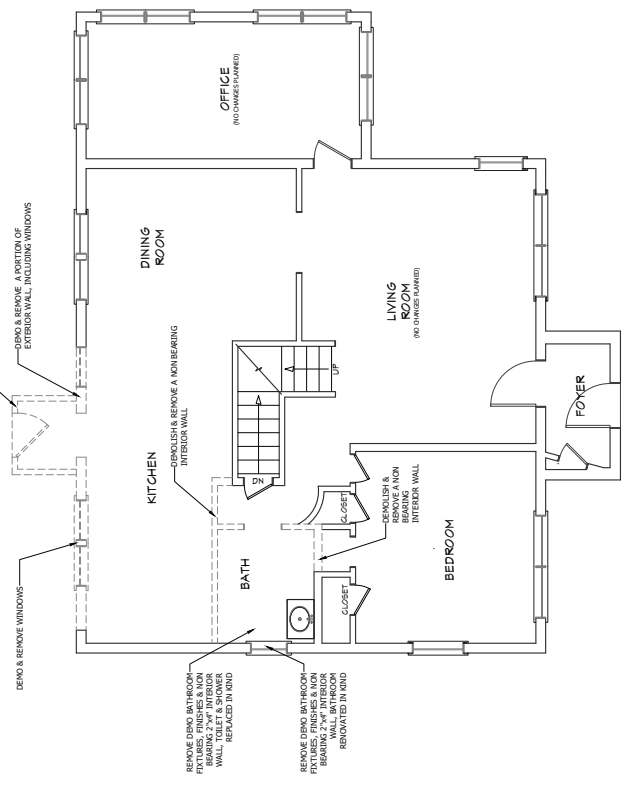 DEMO & REMOVE WINDOWS
DEMO & REMOVE A PORTION OF
EXTERIOR WALL, INCLUDING WINDOWS
KITCHEN
DEMOLISH & REMOVE A NON BEARING
INTERIOR WALL
DINING
ROOM
OFFICE
(NO CHANGES PLANNED)
REMOVE DEMO BATHROOM
FIXTURES, FINISHES & NON
BEARING 2"x4" INTERIOR
WALL, TOILET & SHOWER
REPLACED IN KIND
BATH
DN
UP
REMOVE DEMO BATHROOM
FIXTURES, FINISHES & NON
BEARING 2"x4" INTERIOR
WALL, BATHROOM
RENOVATED IN KIND
CLOSET
CLOSET
DEMOLISH &
REMOVE A NON
BEARING
INTERIOR WALL
LIVING
ROOM
(NO CHANGES PLANNED)
BEDROOM
FOYER